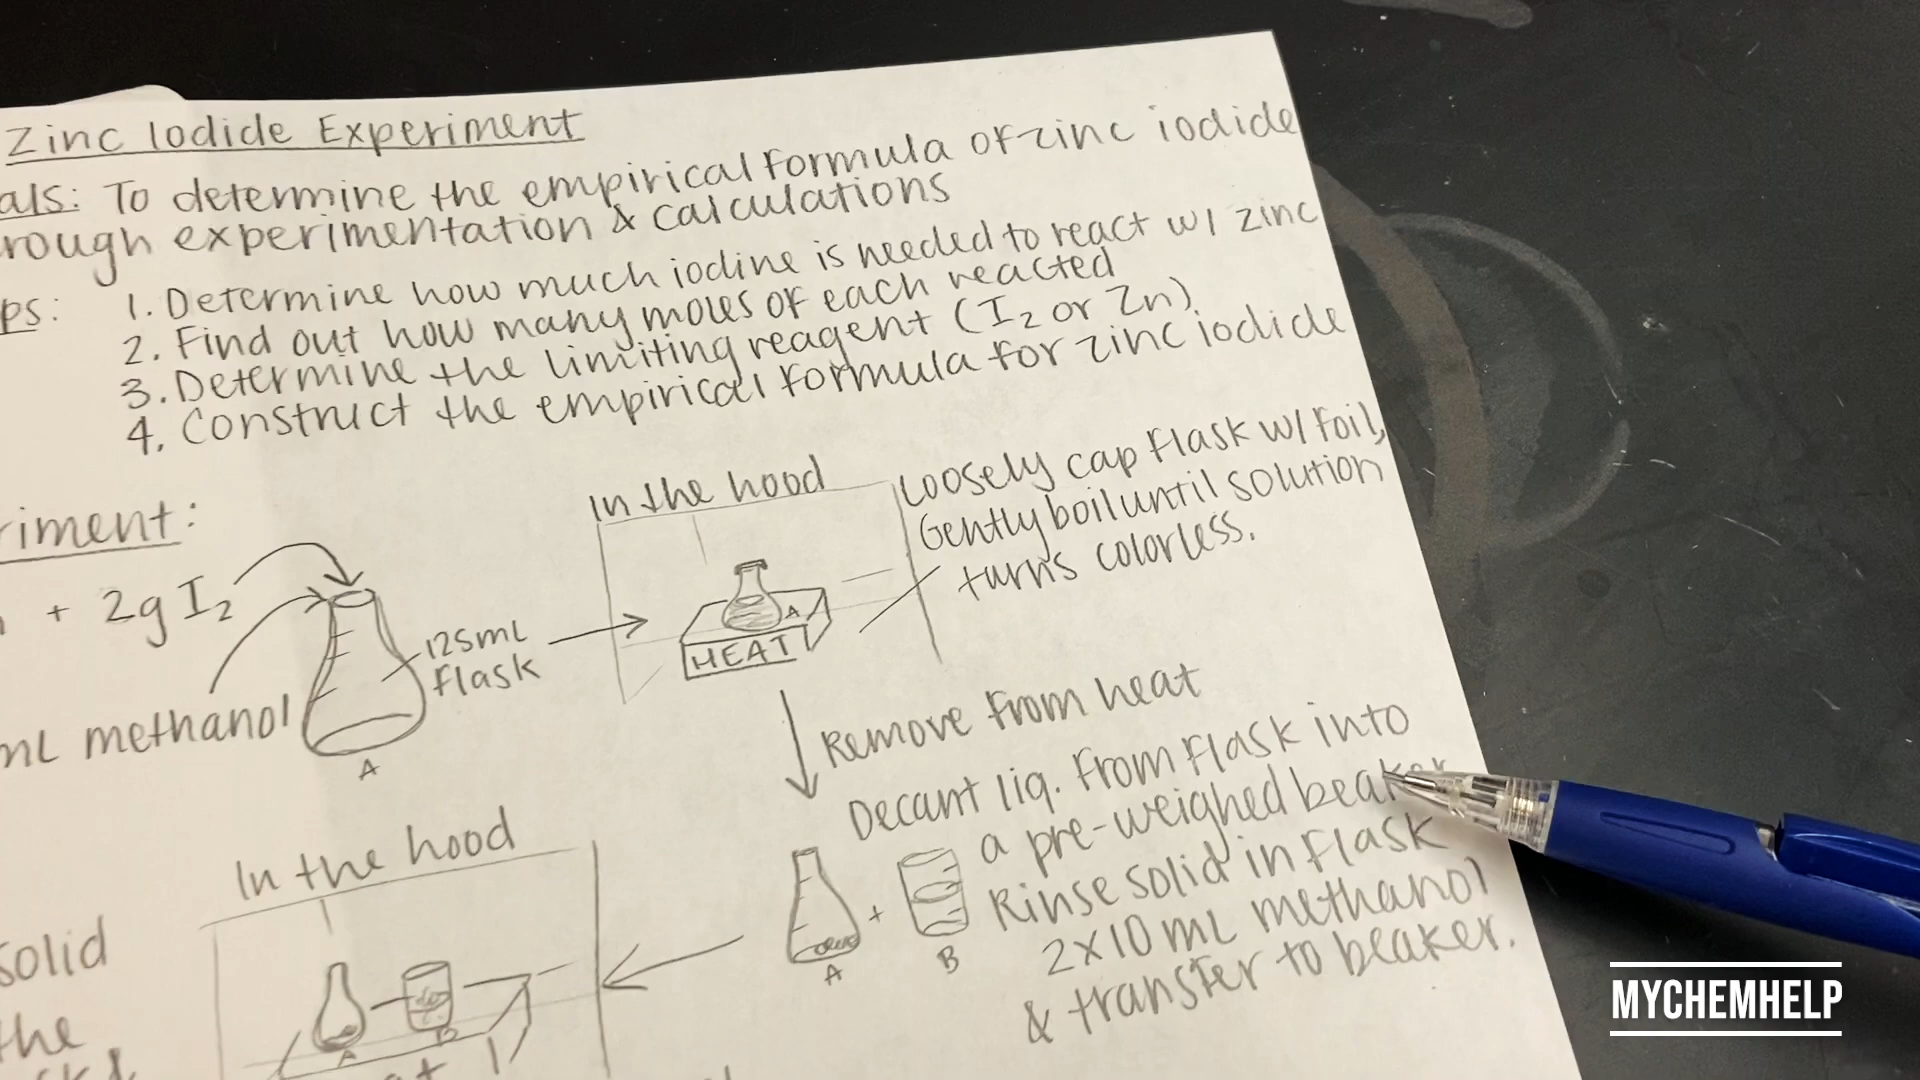 Zinc Iodide Experiment
als: To determine the empirical formula of zinc iodide
rough experimentation & calculations
ps: 1. Determine how much iodine is needed to react w/ zinc
2. Find out how many moles of each reacted
3. Determine the limiting reagent (I2 or Zn)
4. Construct the empirical formula for zinc iodide
riment:
In the hood
Loosely cap flask w/ foil,
Gently boil until solution
turns colorless.
+ 2g I2
125mL
flask
A
HEAT
mL methanol
A
Remove from heat
Decant liq. from flask into
a pre-weighed beaker
Rinse solid in flask
2x10 mL methanol
& transfer to beaker.
+
A
B
In the hood
solid
the
A
B
MYCHEMHELP